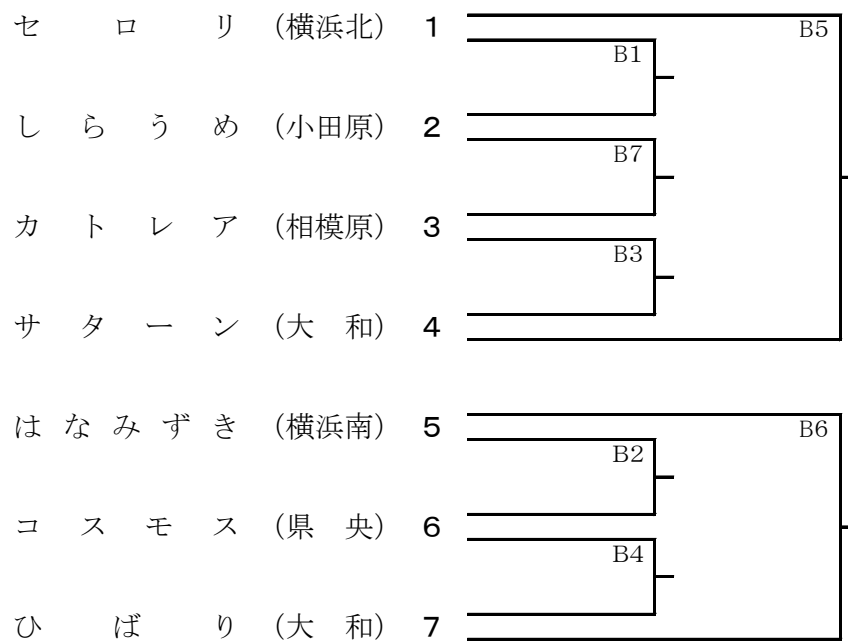 セロリ (横浜北) 1
B5
B1
しらうめ (小田原) 2
B7
カトレア (相模原) 3
B3
サターン (大 和) 4
はなみずき (横浜南) 5
B6
B2
コスモス (県 央) 6
B4
ひばり (大 和) 7